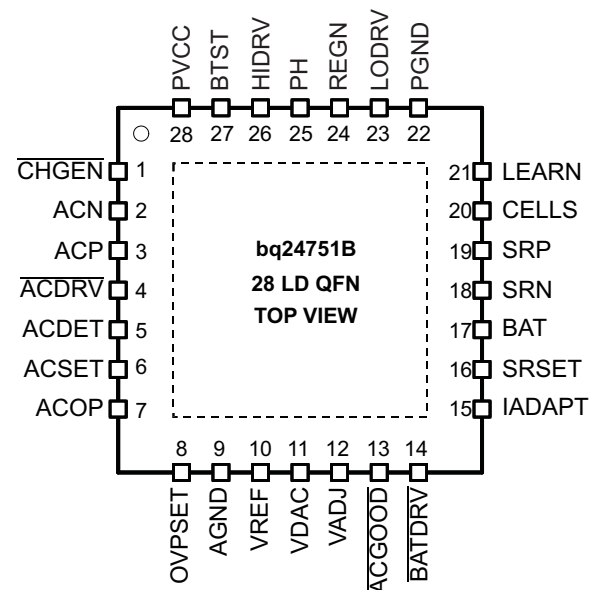 PVCC
BTST
HIDRV
PH
REGN
LODRV
PGND
28 27 26 25 24 23 22
CHGEN 1
ACN 2
ACP 3
ACDRV 4
ACDET 5
ACSET 6
ACOP 7
bq24751B
28 LD QFN
TOP VIEW
21 LEARN
20 CELLS
19 SRP
18 SRN
17 BAT
16 SRSET
15 IADAPT
8 9 10 11 12 13 14
OVPSET
AGND
VREF
VDAC
VADJ
ACGOOD
BATDRV